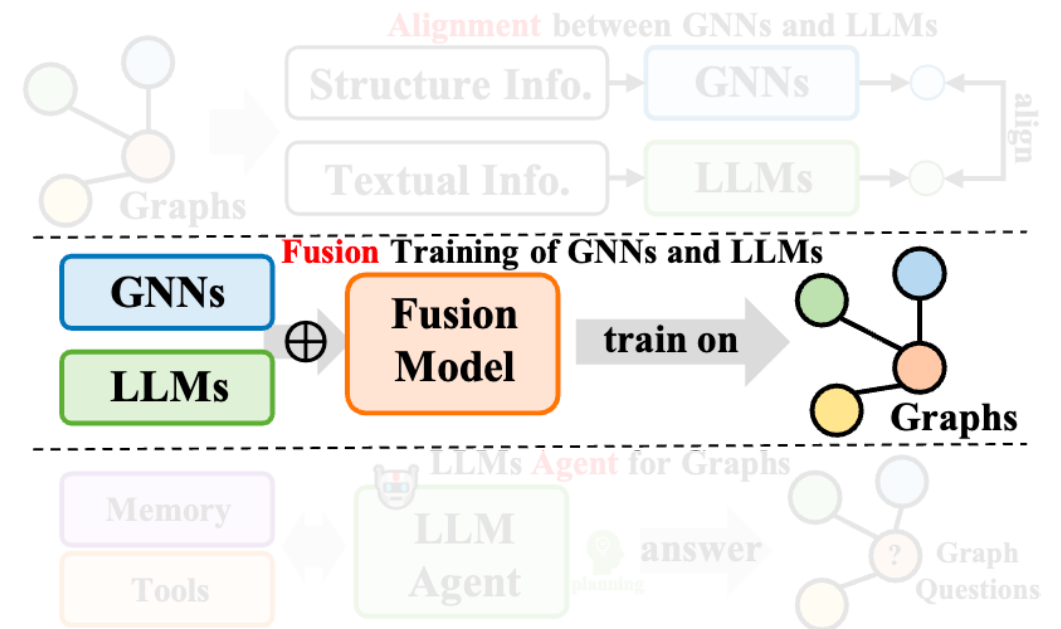 Alignment between GNNs and LLMs
Structure Info.
GNNs
align
Textual Info.
LLMs
Graphs
Fusion Training of GNNs and LLMs
GNNs
LLMs
Fusion
Model
train on
Graphs
LLMs Agent for Graphs
Memory
Tools
LLM
Agent
planning
answer
?
Graph
Questions